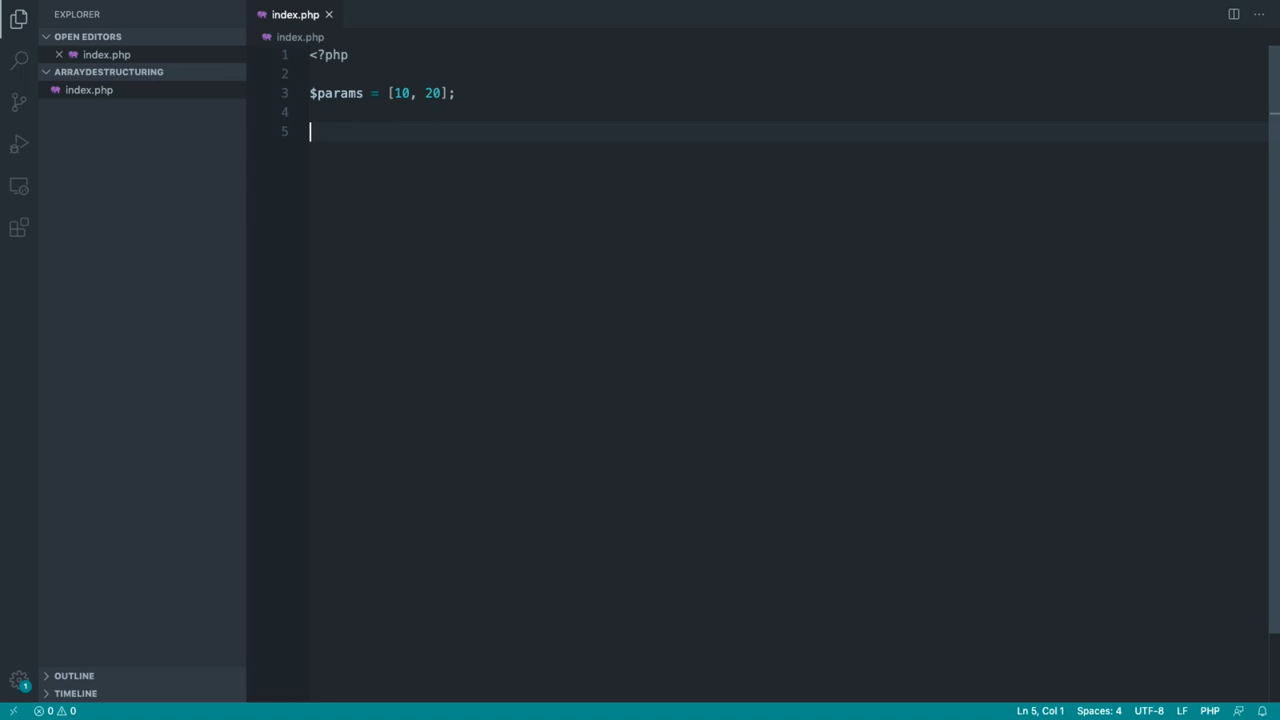 EXPLORER
OPEN EDITORS
index.php
ARRAYDESTRUCTURING
index.php
OUTLINE
TIMELINE
index.php
index.php
1 <?php
2
3 $params = [10, 20];
4
5
1
0 0
Ln 5, Col 1 Spaces: 4 UTF-8 LF PHP